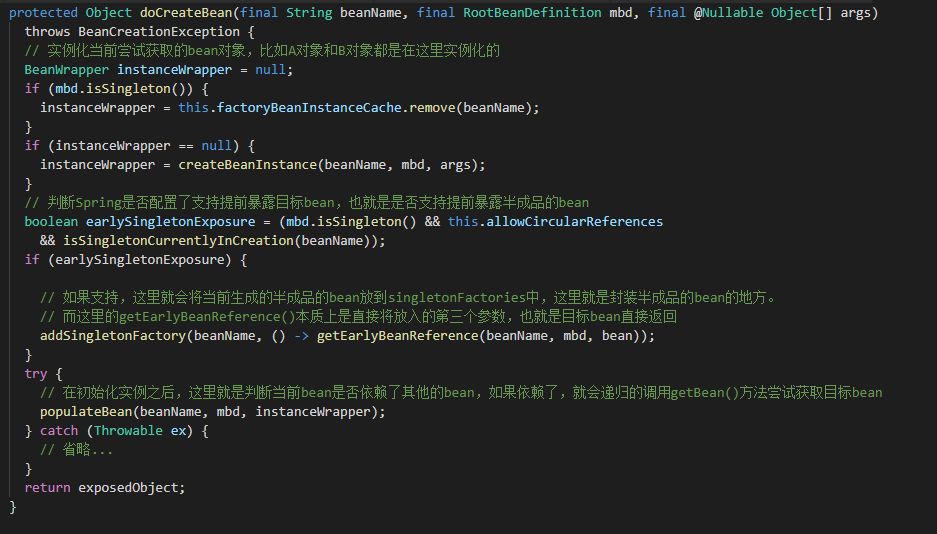 protected Object doCreateBean(final String beanName, final RootBeanDefinition mbd, final @Nullable Object[] args)
throws BeanCreationException {
// 实例化当前尝试获取的bean对象，比如A对象和B对象都是在这里实例化的
BeanWrapper instanceWrapper = null;
if (mbd.isSingleton()) {
instanceWrapper = this.factoryBeanInstanceCache.remove(beanName);
}
if (instanceWrapper == null) {
instanceWrapper = createBeanInstance(beanName, mbd, args);
}
// 判断Spring是否配置了支持提前暴露目标bean，也就是是否支持提前暴露半成品的bean
boolean earlySingletonExposure = (mbd.isSingleton() && this.allowCircularReferences
&& isSingletonCurrentlyInCreation(beanName));
if (earlySingletonExposure) {
// 如果支持，这里就会将当前生成的半成品的bean放到singletonFactories中，这里就是封装半成品的bean的地方。
// 而这里的getEarlyBeanReference()本质上是直接将放入的第三个参数，也就是目标bean直接返回
addSingletonFactory(beanName, () -> getEarlyBeanReference(beanName, mbd, bean));
}
try {
// 在初始化实例之后，这里就是判断当前bean是否依赖了其他的bean，如果依赖了，就会递归的调用getBean()方法尝试获取目标bean
populateBean(beanName, mbd, instanceWrapper);
} catch (Throwable ex) {
// 省略...
}
return exposedObject;
}